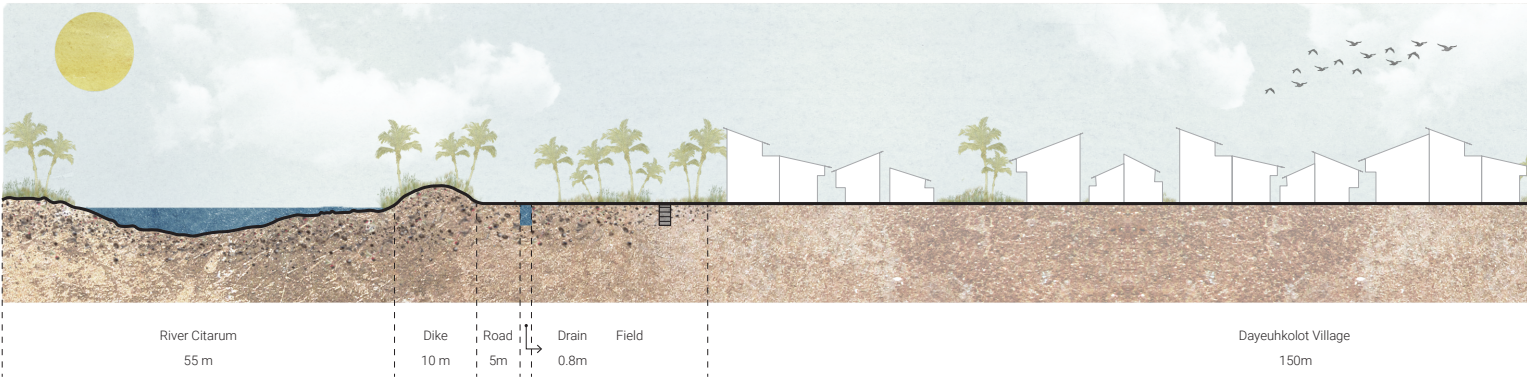 River Citarum
55 m
Dike
10 m
Road
5m
Drain
0.8m
Field
Dayeuhkolot Village
150m